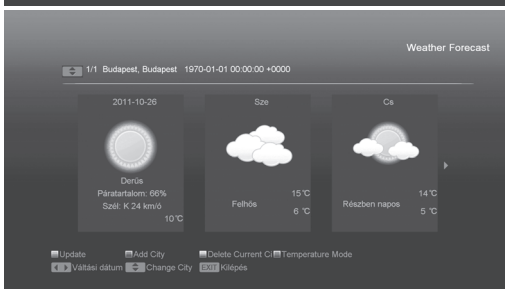 Weather Forecast
1/1 Budapest, Budapest 1970-01-01 00:00:00 +0000
2011-10-26 Sze Cs
Derűs
Páratartalom: 66%
Szél: K 24 km/ó
10°C
Felhős
15°C
6 °C
Részben napos
14°C
5 °C
Update Add City Delete Current Ci Temperature Mode
Váltási dátum Change City EXIT Kilépés